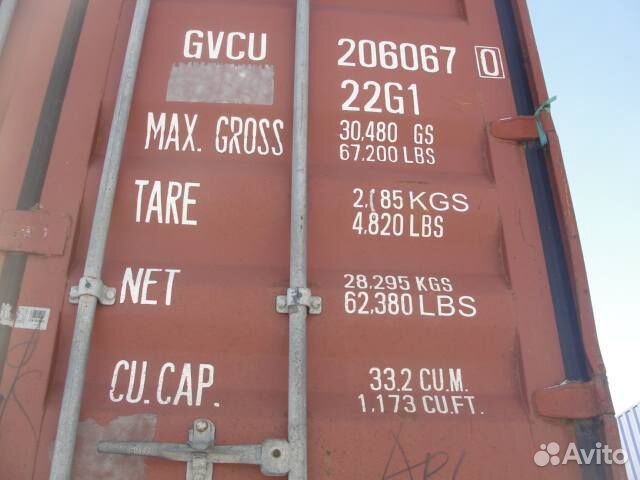 GVCU 206067 0
22G1
MAX. GROSS 30,480 GS
67.200 LBS
TARE KGS
4.820 LBS
NET 28.295 KGS
62,380 LBS
CU.CAP. 33.2 CU.M.
1,173 CU.FT.
Avito